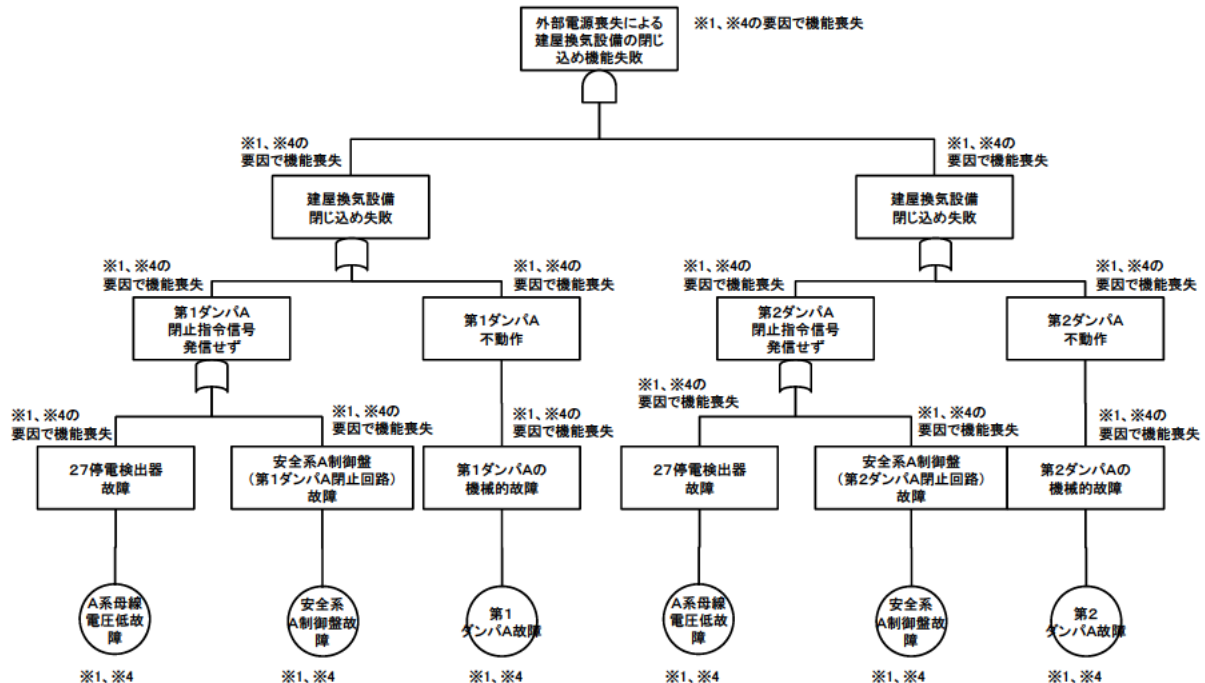 外部電源喪失による
建屋換気設備の閉じ
込め機能失敗
※1、※4の要因で機能喪失
※1、※4の
要因で機能喪失
※1、※4の
要因で機能喪失
建屋換気設備
閉じ込め失敗
建屋換気設備
閉じ込め失敗
※1、※4の
要因で機能喪失
※1、※4の
要因で機能喪失
※1、※4の
要因で機能喪失
※1、※4の
要因で機能喪失
第1ダンパA
閉止指令信号
発信せず
第1ダンパA
不動作
第2ダンパA
閉止指令信号
発信せず
第2ダンパA
不動作
※1、※4の
要因で機能喪失
※1、※4の
要因で機能喪失
※1、※4の
要因で機能喪失
※1、※4の
要因で機能喪失
※1、※4の
要因で機能喪失
※1、※4の
要因で機能喪失
27停電検出器
故障
安全系A制御盤
(第1ダンパA閉止回路)
故障
第1ダンパAの
機械的故障
27停電検出器
故障
安全系A制御盤
(第2ダンパA閉止回路)
故障
第2ダンパAの
機械的故障
A系母線
電圧低故
障
安全系
A制御盤故
障
第1
ダンパA故障
A系母線
電圧低故
障
安全系
A制御盤故
障
第2
ダンパA故障
※1、※4
※1、※4
※1、※4
※1、※4
※1、※4
※1、※4